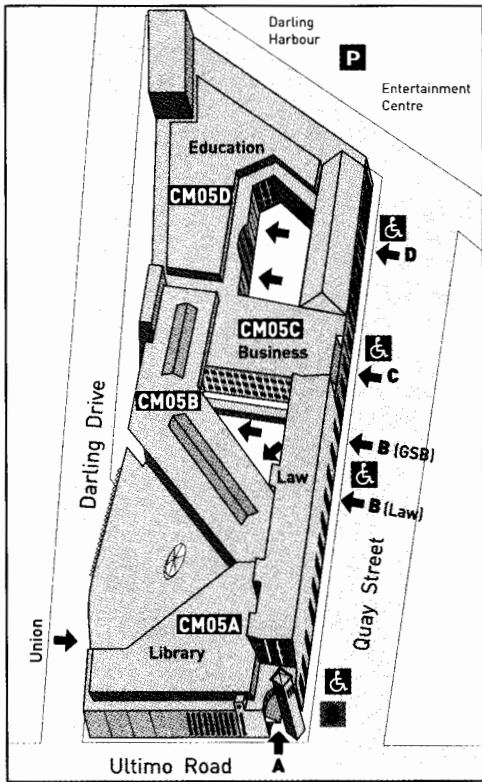 Darling
Harbour
P
Entertainment
Centre
Education
CM05D
D
CM05C
Business
C
CM05B
B (GSB)
Law
B (Law)
Darling Drive
Quay Street
CM05A
Library
Union
Ultimo Road
A